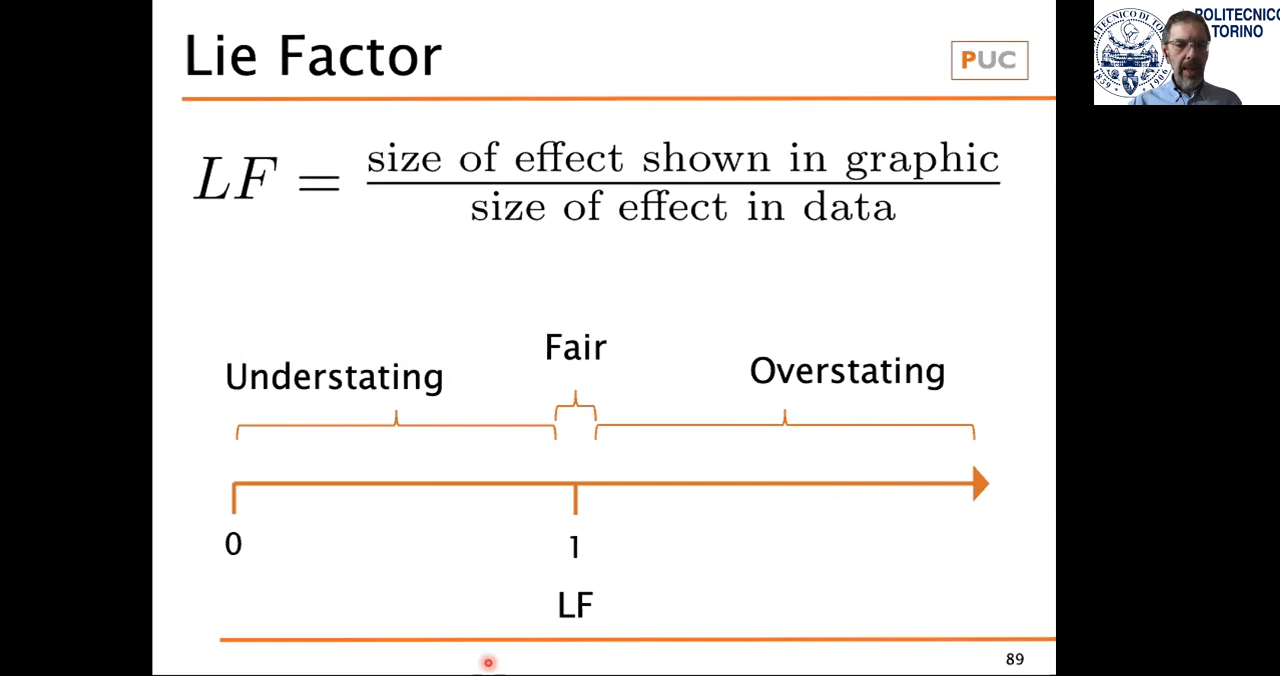 Lie Factor
PUC
POLITECNICO
TORINO
LF = size of effect shown in graphic
size of effect in data
Fair
Understating
Overstating
0
1
LF
89